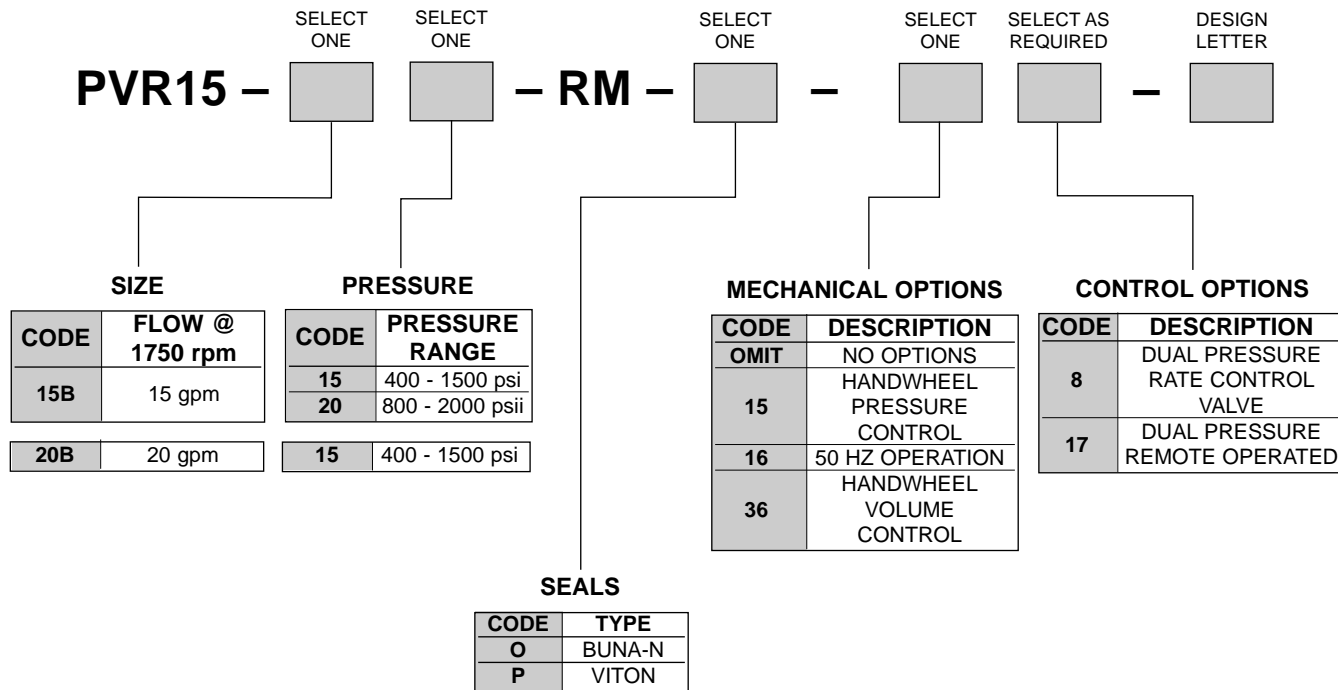 SELECT ONE
SELECT ONE
SELECT ONE
SELECT ONE
SELECT AS REQUIRED
DESIGN LETTER
PVR15 – – RM – – –
SIZE
CODE FLOW @ 1750 rpm
15B 15 gpm
20B 20 gpm
PRESSURE
CODE PRESSURE RANGE
15 400 - 1500 psi
20 800 - 2000 psii
15 400 - 1500 psi
MECHANICAL OPTIONS
CODE DESCRIPTION
OMIT NO OPTIONS
15 HANDWHEEL PRESSURE CONTROL
16 50 HZ OPERATION
36 HANDWHEEL VOLUME CONTROL
CONTROL OPTIONS
CODE DESCRIPTION
8 DUAL PRESSURE RATE CONTROL VALVE
17 DUAL PRESSURE REMOTE OPERATED
SEALS
CODE TYPE
O BUNA-N
P VITON